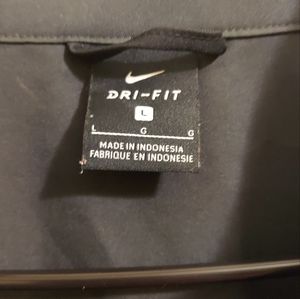 DRI-FIT
L
L G G
MADE IN INDONESIA
FABRIQUE EN INDONESIE